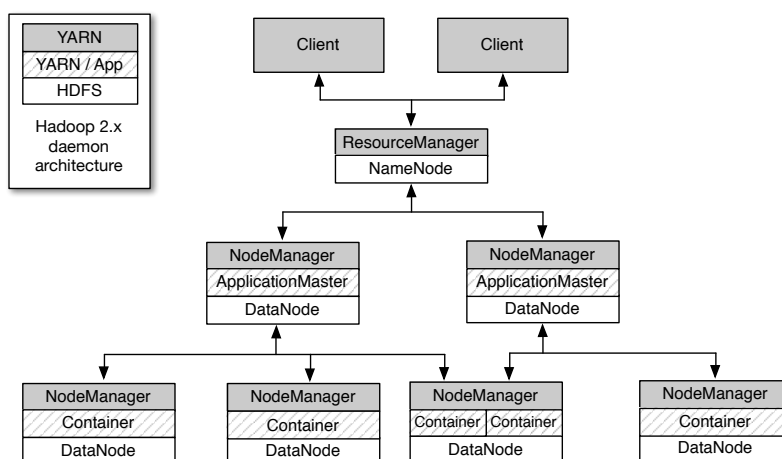 YARN
YARN / App
HDFS
Hadoop 2.x
daemon
architecture
Client
Client
ResourceManager
NameNode
NodeManager
ApplicationMaster
DataNode
NodeManager
ApplicationMaster
DataNode
NodeManager
Container
DataNode
NodeManager
Container
DataNode
NodeManager
Container Container
DataNode
NodeManager
Container
DataNode